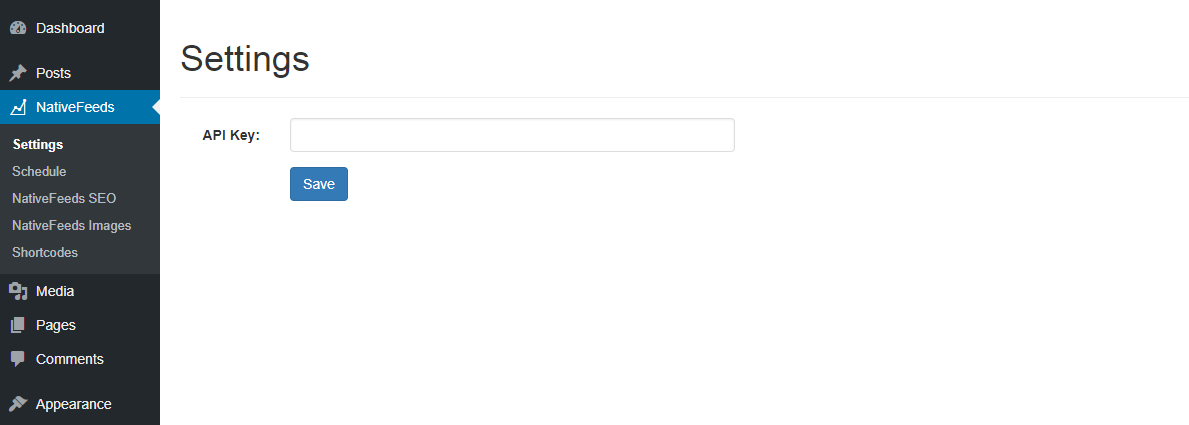 Dashboard
Posts
NativeFeeds
Settings
Schedule
NativeFeeds SEO
NativeFeeds Images
Shortcodes
Media
Pages
Comments
Appearance
Settings
API Key:
Save